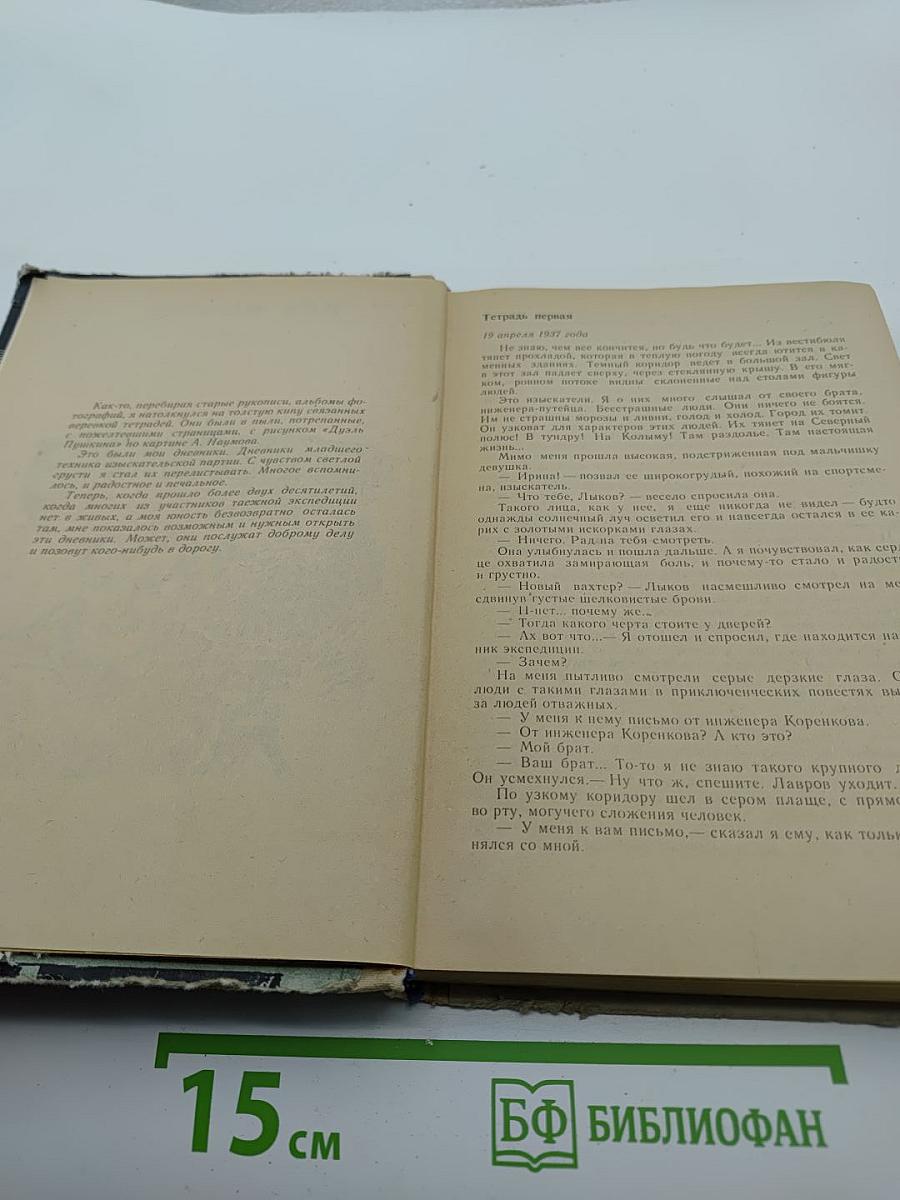 Как-то, перебирая старые рукописи, альбомы фо-
тографий, я натолкнулся на толстую кипу связанных
веревкой тетрадей. Они были в пыли, потрепанные,
с пожелтевшими страницами, с рисунком «Дуэль
Пушкина» по картине А. Наумова.
Это были мои дневники. Дневники младшего
техника изыскательской партии. С чувством светлой
грусти я стал их перелистывать. Многое вспомни-
лось, и радостное и печальное.
Теперь, когда прошло более двух десятилетий,
когда многих из участников таежной экспедиции
нет в живых, а моя юность безвозвратно осталась
там, мне показалось возможным и нужным открыть
эти дневники. Может, они послужат доброму делу
и позовут кого-нибудь в дорогу.
Тетрадь первая
19 апреля 1937 года
Не знаю, чем все кончится, но будь что будет... Из вестибюля
тянет прохладой, которая в теплую погоду всегда ютится в ка-
менных зданиях. Темный коридор ведет в большой зал. Свет
в этот зал падает сверху, через стеклянную крышу. В его мяг-
ком, ровном потоке видны склоненные над столами фигуры
людей.
Это изыскатели. Я о них много слышал от своего брата,
инженера-путейца. Бесстрашные люди. Они ничего не боятся.
Им не страшны морозы и ливни, голод и холод. Город их томит.
Он узковат для характеров этих людей. Их тянет на Северный
полюс! В тундру! На Колыму! Там раздолье. Там настоящая
жизнь...
Мимо меня прошла высокая, подстриженная под мальчишку
девушка.
— Ирина! — позвал ее широкогрудый, похожий на спортсме-
на, изыскатель.
— Что тебе, Лыков? — весело спросила она.
Такого лица, как у нее, я еще никогда не видел — будто
однажды солнечный луч осветил его и навсегда остался в ее ка-
рих с золотыми искорками глазах.
— Ничего. Рад на тебя смотреть.
Она улыбнулась и пошла дальше. А я почувствовал, как серд
це охватила замирающая боль, и почему-то стало и радост
и грустно.
— Новый вахтер? — Лыков насмешливо смотрел на ме
сдвинув густые шелковистые брови.
— Н-нет... почему же...
— Тогда какого черта стоите у дверей?
— Ах вот что...— Я отошел и спросил, где находится на
ник экспедиции.
— Зачем?
На меня пытливо смотрели серые дерзкие глаза. С
люди с такими глазами в приключенческих повестях вы
за людей отважных.
— У меня к нему письмо от инженера Коренкова.
— От инженера Коренкова? А кто это?
— Мой брат.
— Ваш брат... То-то я не знаю такого крупного
Он усмехнулся.— Ну что ж, спешите. Лавров уходит..
По узкому коридору шел в сером плаще, с прямо
во рту, могучего сложения человек.
— У меня к вам письмо,— сказал я ему, как тольк
нялся со мной.
15 см
БФ БИБЛИОФАН